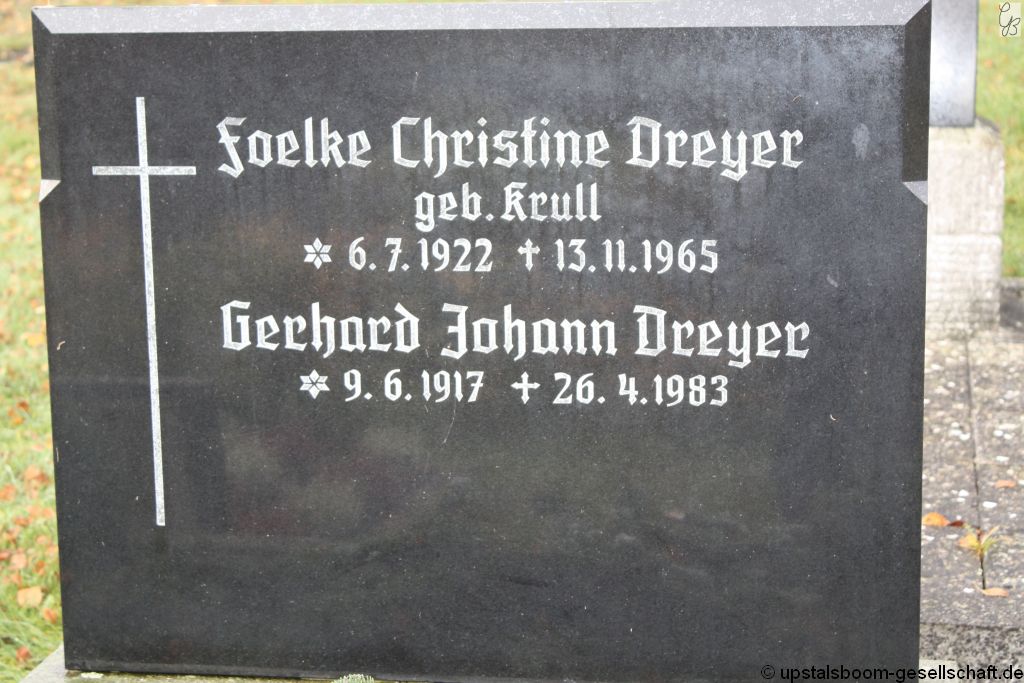 Foelke Christine Dreyer
geb. Krull
* 6.7.1922 † 13.11.1965
Gerhard Johann Dreyer
* 9.6.1917 † 26.4.1983
© upstalsboom-gesellschaft.de